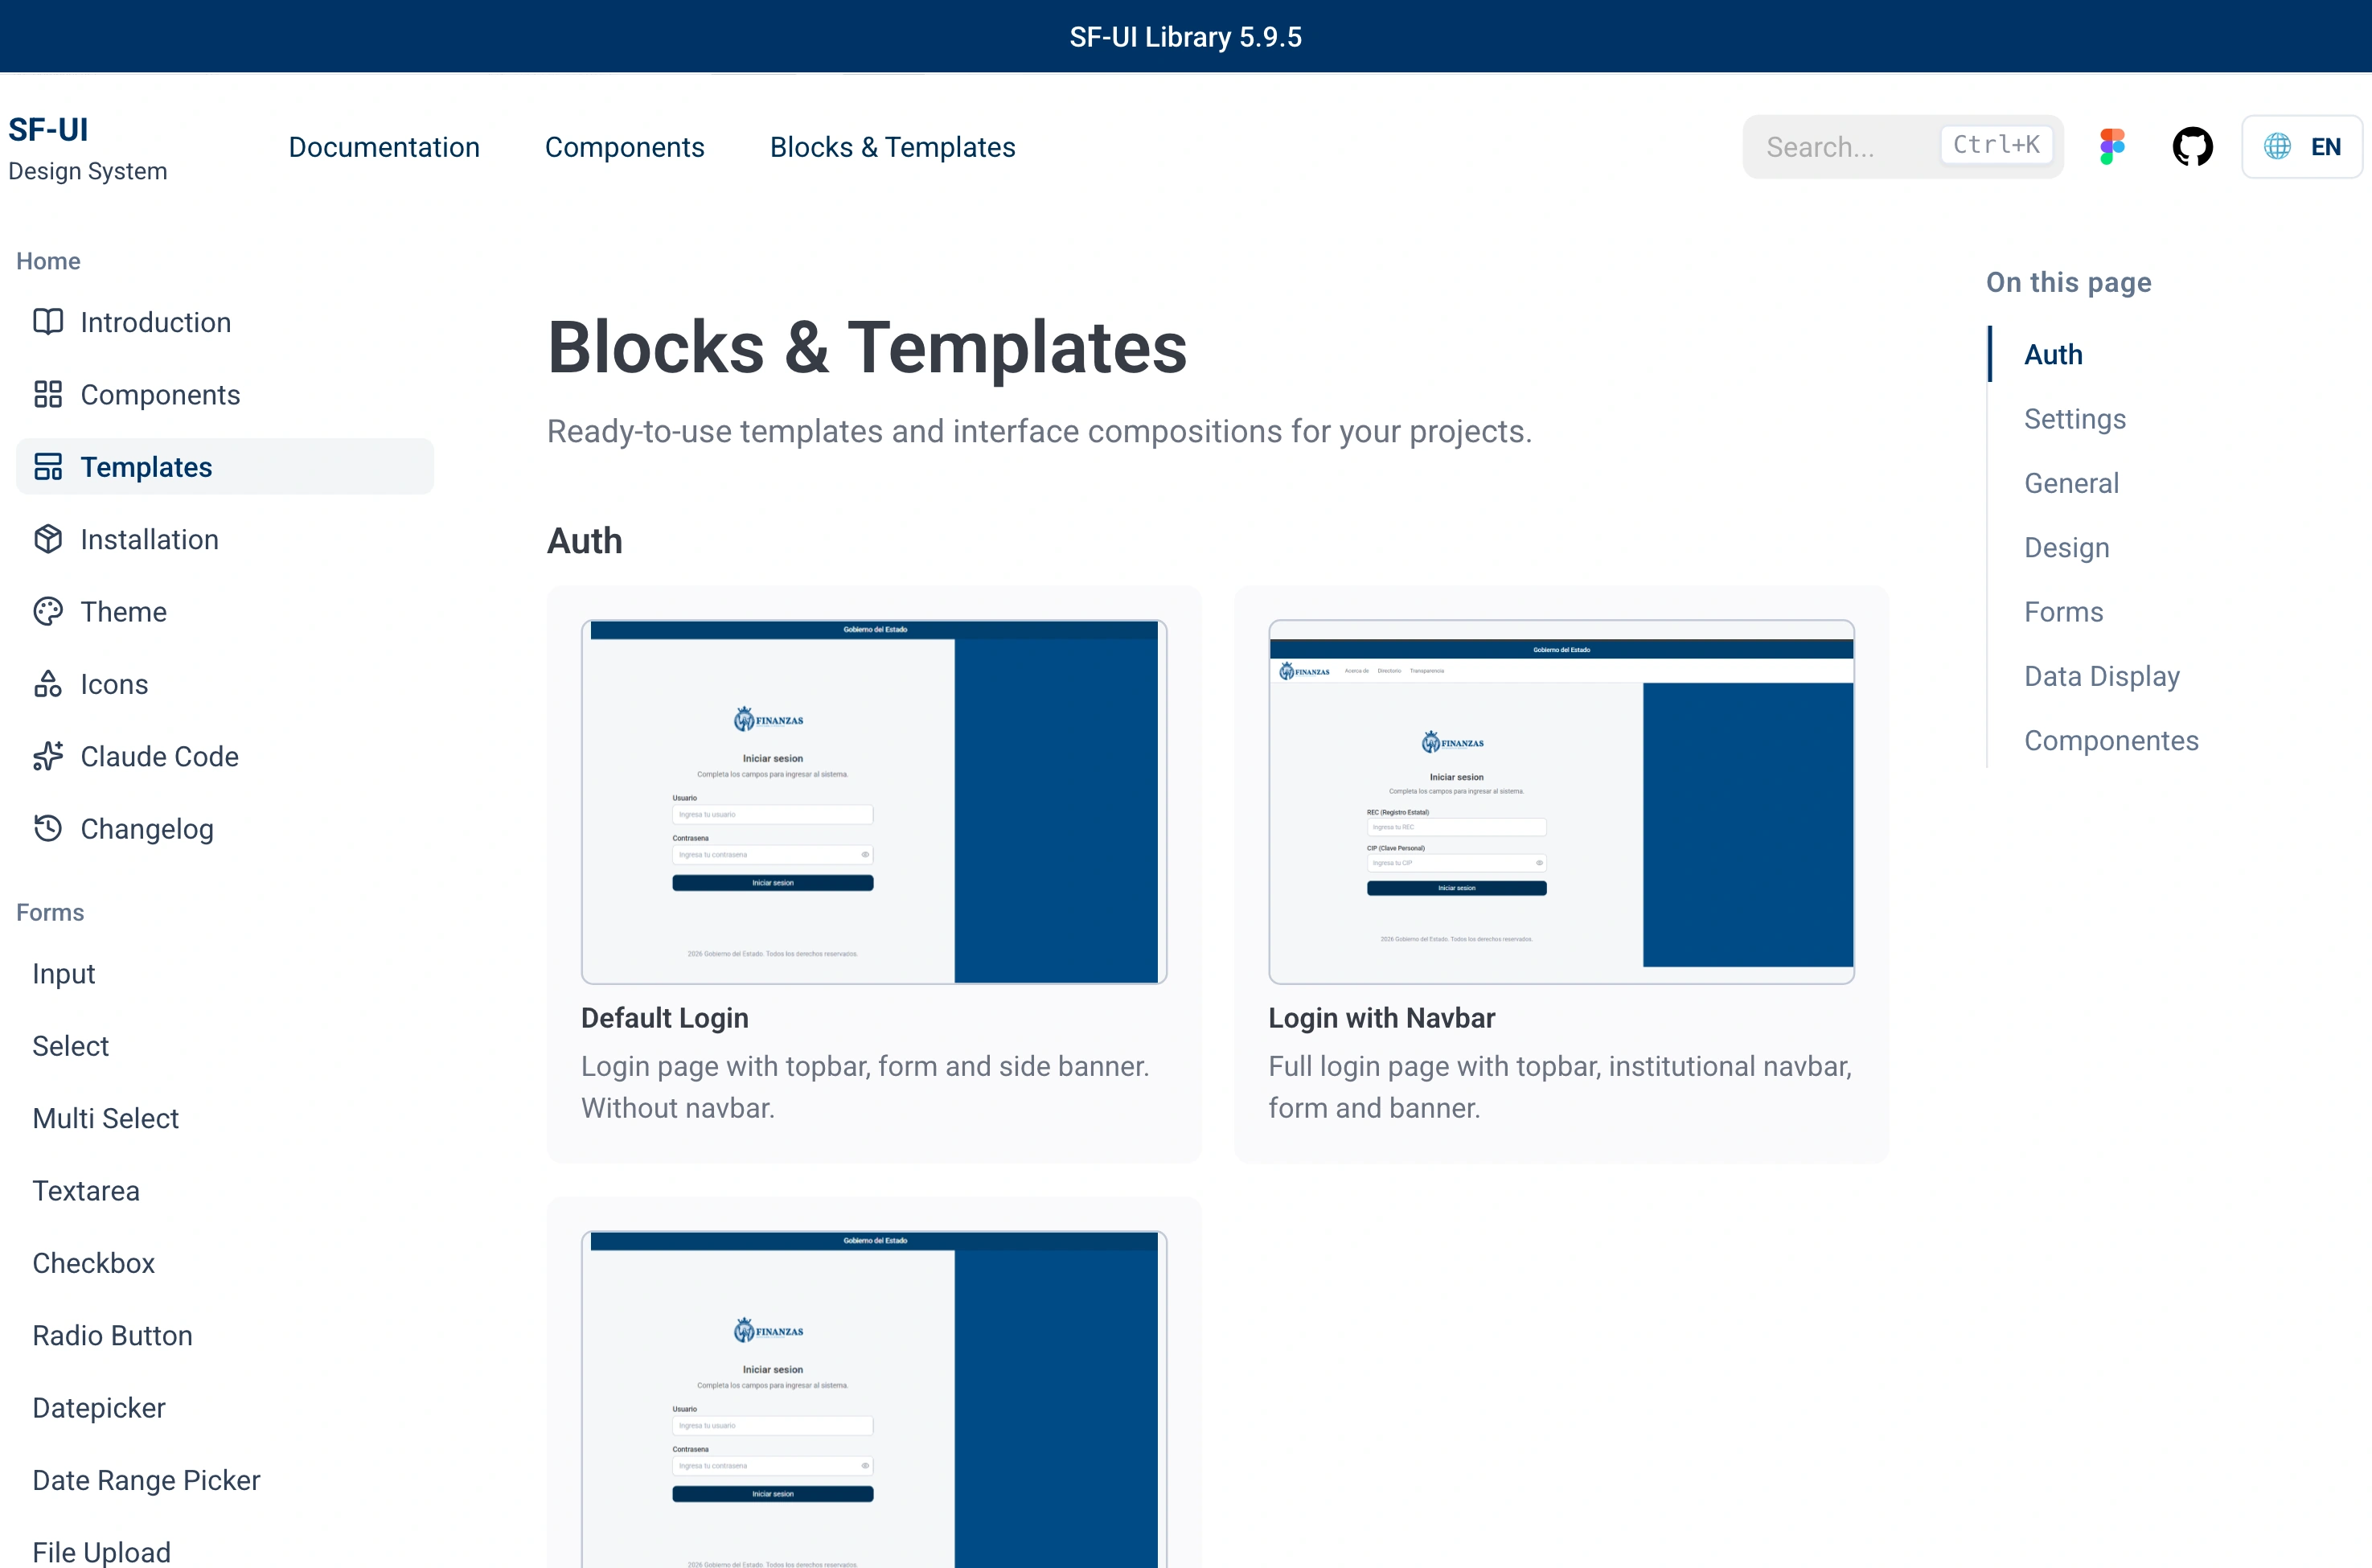 SF-UI Library 5.9.5
SF-UI
Design System
Documentation
Components
Blocks & Templates
Search...
Ctrl+K
EN
Home
Introduction
Components
Templates
Installation
Theme
Icons
Claude Code
Changelog
Forms
Input
Select
Multi Select
Textarea
Checkbox
Radio Button
Datepicker
Date Range Picker
File Upload
Blocks & Templates
Ready-to-use templates and interface compositions for your projects.
Auth
Gobierno del Estado
FINANZAS
Iniciar sesion
Completa los campos para ingresar al sistema.
Usuario
Ingresa tu usuario
Contrasena
Ingresa tu contrasena
Iniciar sesion
2026 Gobierno del Estado. Todos los derechos reservados.
Default Login
Login page with topbar, form and side banner.
Without navbar.
Gobierno del Estado
FINANZAS
Acerca de
Directorio
Transparencia
FINANZAS
Iniciar sesion
Completa los campos para ingresar al sistema.
REC (Registro Estatal)
Ingresa tu REC
CIP (Clave Personal)
Ingresa tu CIP
Iniciar sesion
2026 Gobierno del Estado. Todos los derechos reservados.
Login with Navbar
Full login page with topbar, institutional navbar,
form and banner.
Gobierno del Estado
FINANZAS
Iniciar sesion
Completa los campos para ingresar al sistema.
Usuario
Ingresa tu usuario
Contrasena
Ingresa tu contrasena
Iniciar sesion
2026 Gobierno del Estado. Todos los derechos reservados.
On this page
Auth
Settings
General
Design
Forms
Data Display
Componentes